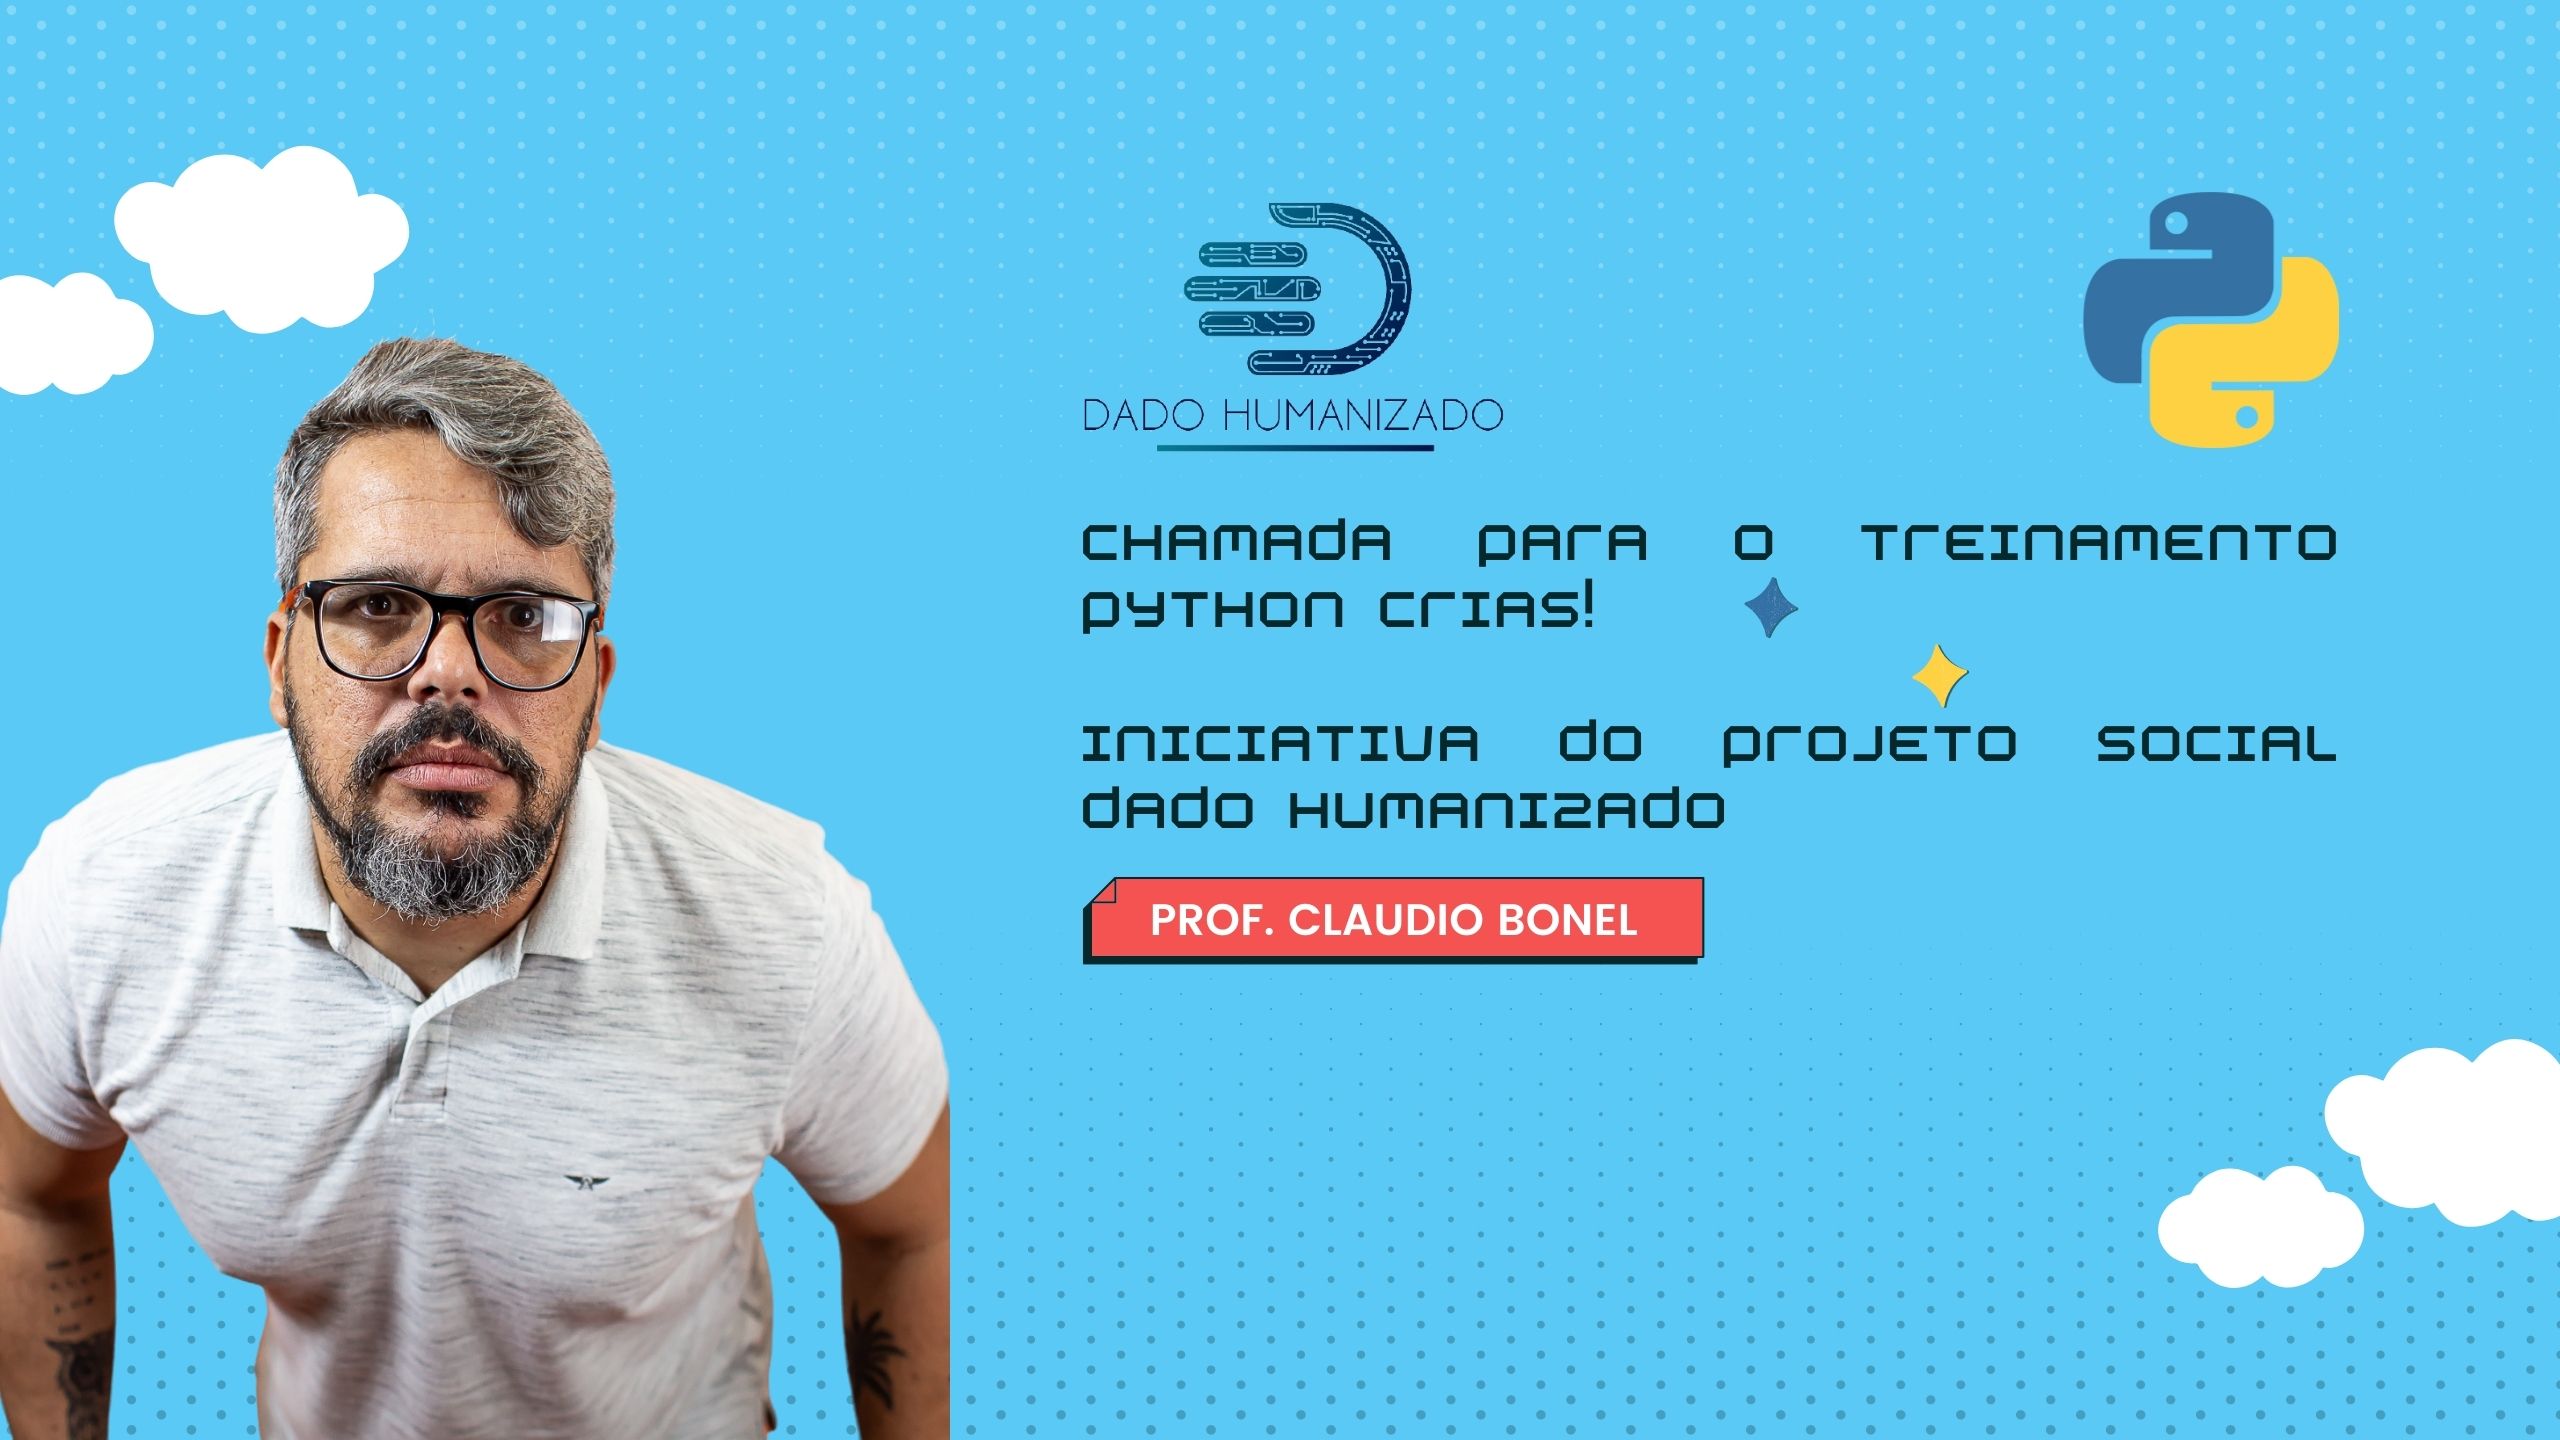 DADO HUMANIZADO
CHAMADA PARA O TREINAMENTO
PYTHON CRIAS!
INICIATIVA DO PROJETO SOCIAL
DADO HUMANIZADO
PROF. CLAUDIO BONEL